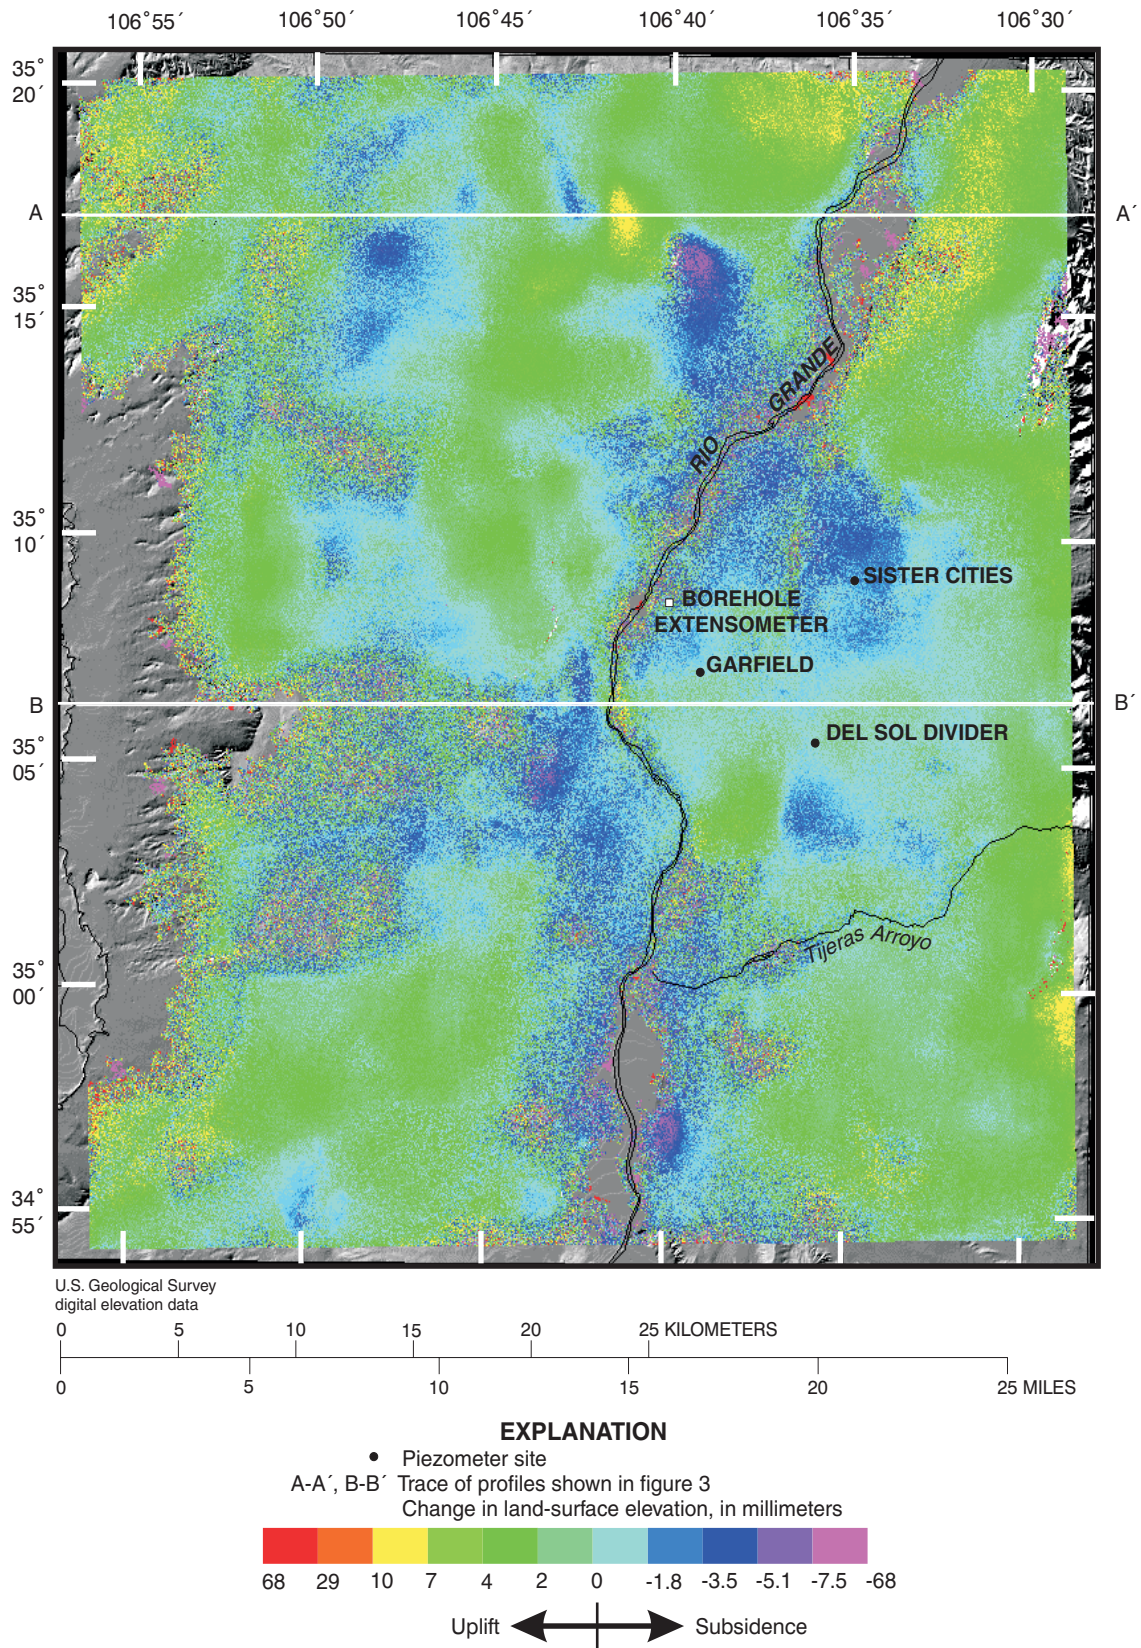 106˚55´ 106˚50´ 106˚45´ 106˚40´ 106˚35´ 106˚30´
35˚
20´
A A´
35˚
15´
RIO GRANDE
35˚
10´
SISTER CITIES
BOREHOLE
EXTENSOMETER
GARFIELD
B B´
DEL SOL DIVIDER
35˚
05´
Tijeras Arroyo
35˚
00´
34˚
55´
U.S. Geological Survey
digital elevation data
0 5 10 15 20 25 KILOMETERS
0 5 10 15 20 25 MILES
EXPLANATION
Piezometer site
A-A´, B-B´ Trace of profiles shown in figure 3
Change in land-surface elevation, in millimeters
68 29 10 7 4 2 0 -1.8 -3.5 -5.1 -7.5 -68
Uplift Subsidence